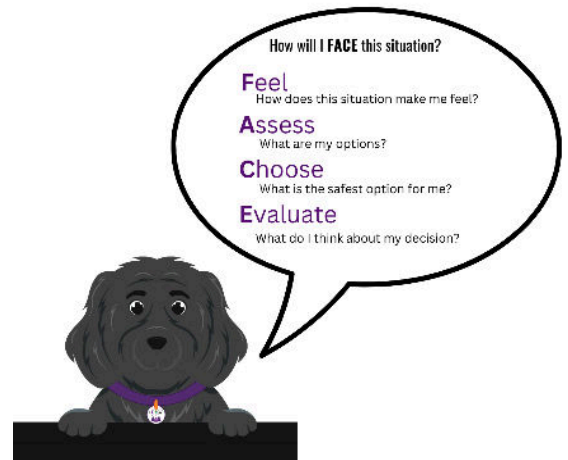 How will I FACE this situation?
Feel
How does this situation make me feel?
Assess
What are my options?
Choose
What is the safest option for me?
Evaluate
What do I think about my decision?